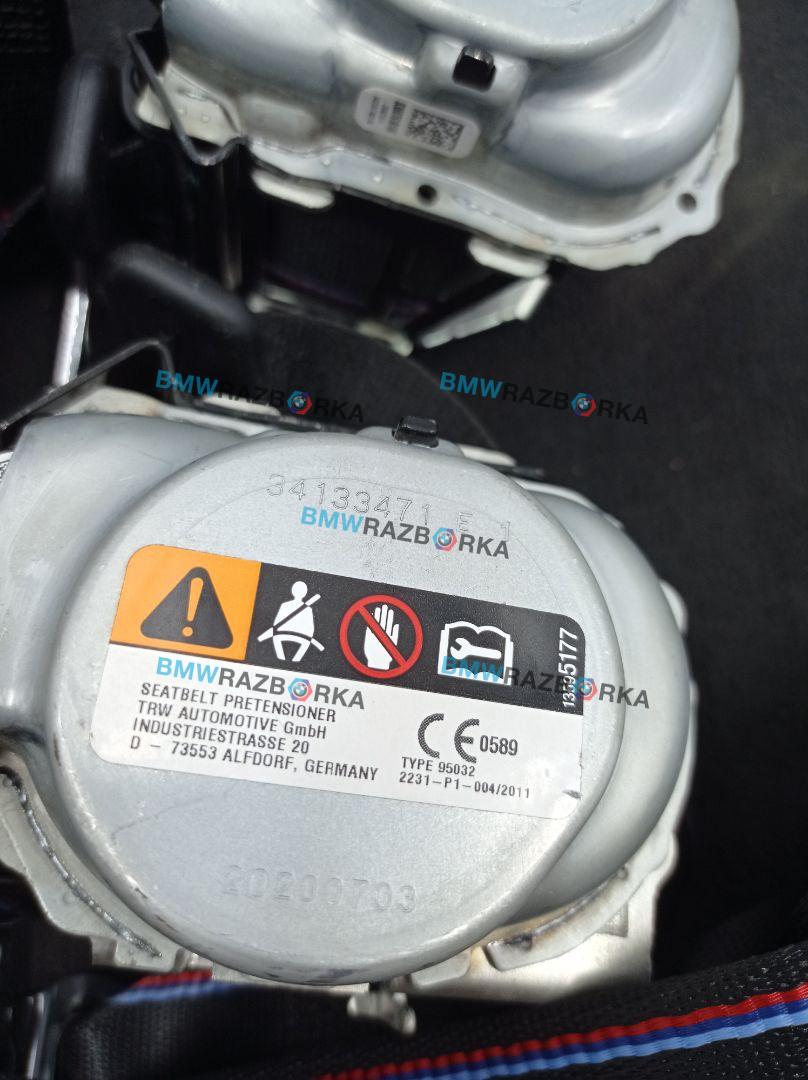 BMWRAZBORKA
BMWRAZBORKA
34133471 E 1
BMWRAZBORKA
13595177
BMWRAZBORKA
BMWRAZBORKA
SEATBELT PRETENSIONER
TRW AUTOMOTIVE GmbH
INDUSTRIESTRASSE 20
D - 73553 ALFDORF, GERMANY
CE 0589
TYPE 95032
2231-P1-004/2011
20200703